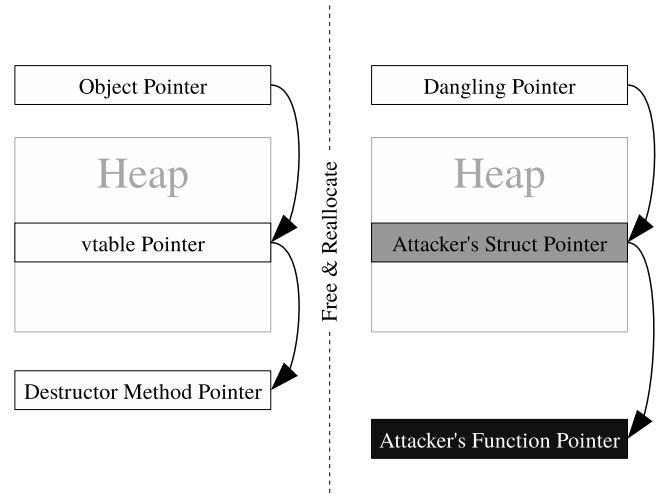 Object Pointer
Heap
vtable Pointer
Destructor Method Pointer
Free & Reallocate
Dangling Pointer
Heap
Attacker's Struct Pointer
Attacker's Function Pointer